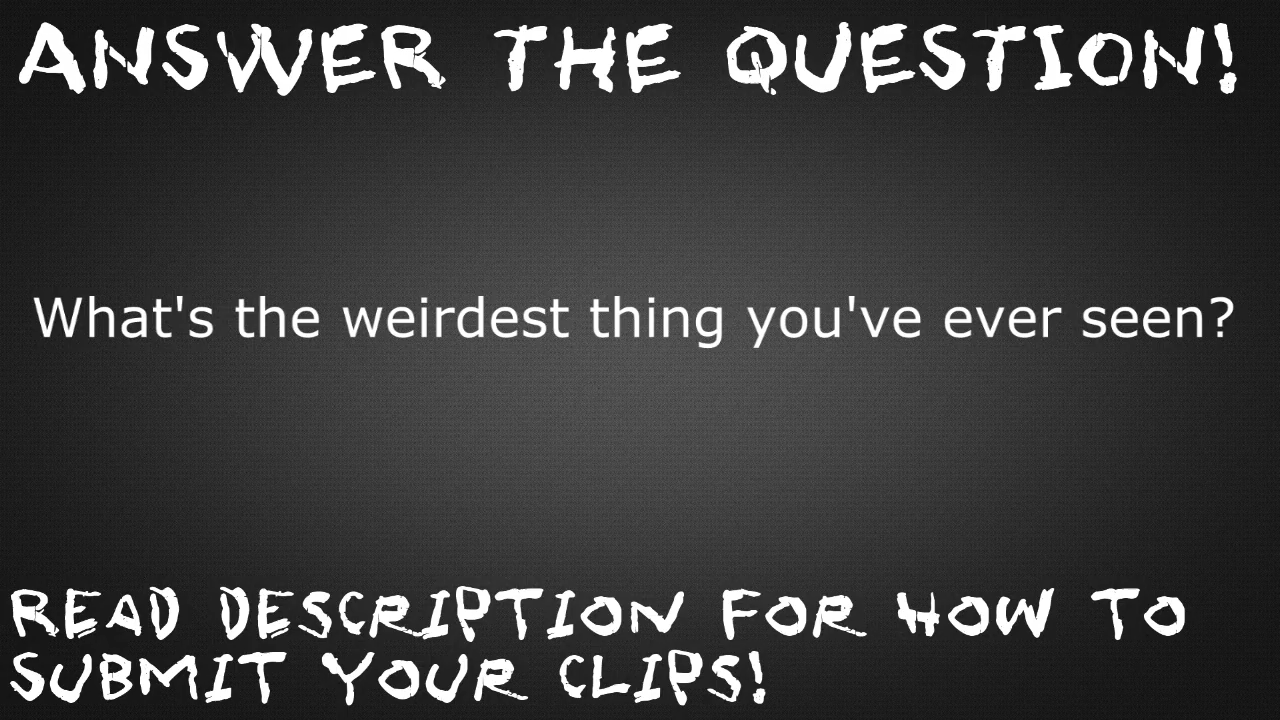 ANSWER THE QUESTION!
What's the weirdest thing you've ever seen?
READ DESCRIPTION FOR HOW TO
SUBMIT YOUR CLIPS!